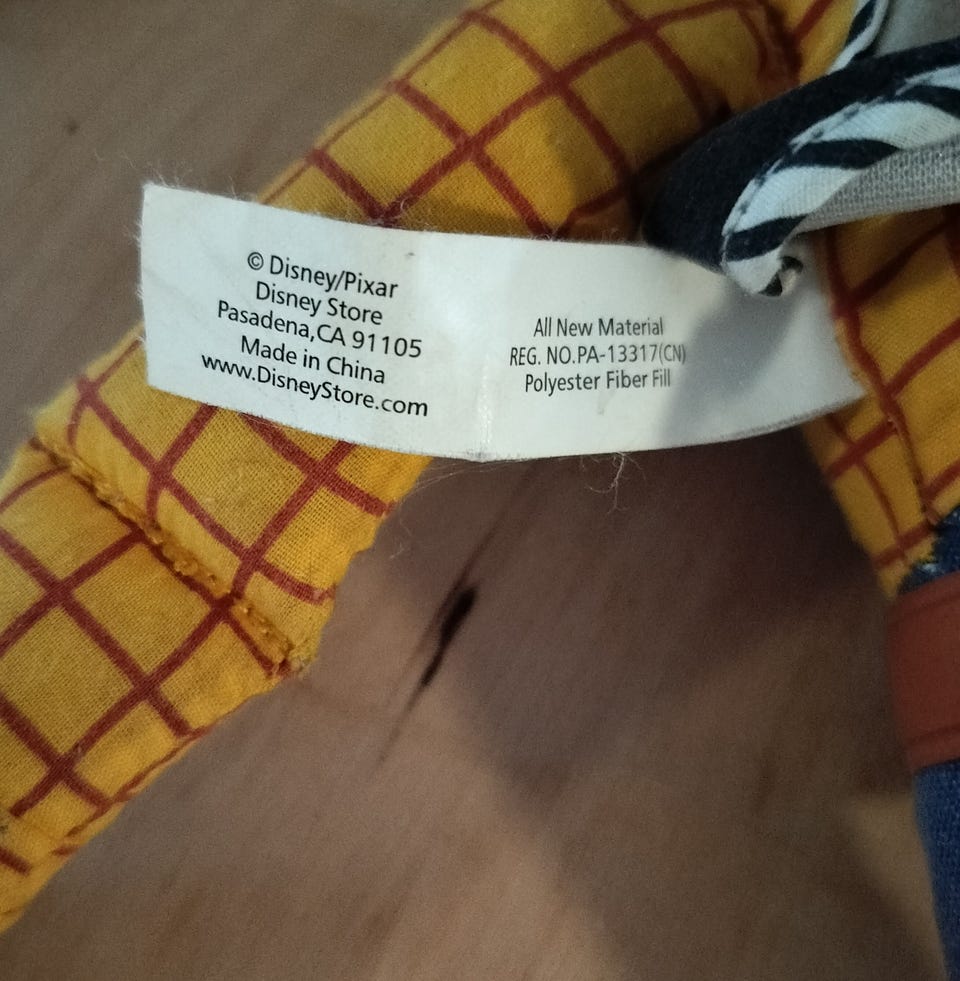 © Disney/Pixar
Disney Store
Pasadena,CA 91105
Made in China
www.DisneyStore.com
All New Material
REG. NO.PA-13317(CN)
Polyester Fiber Fill